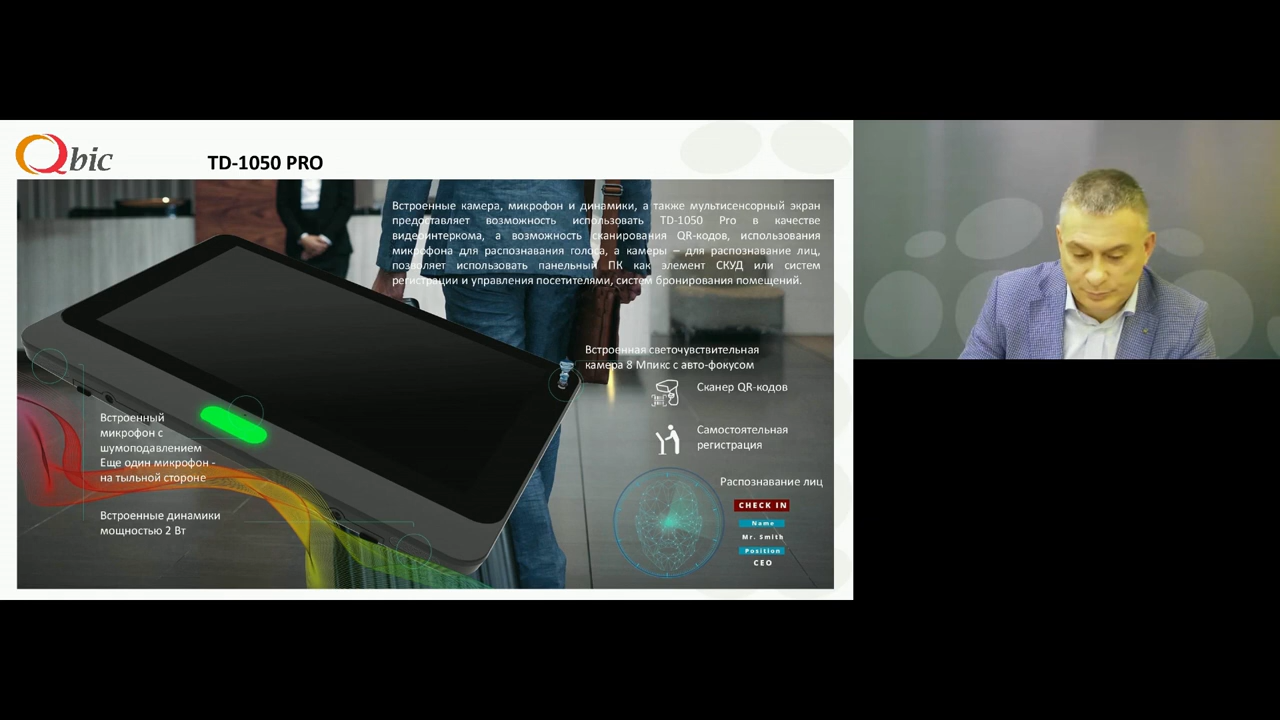 Qbic
TD-1050 PRO
Встроенные камера, микрофон и динамики, а также мультисенсорный экран
предоставляет возможность использовать TD-1050 Pro в качестве
видеоинтеркома, а возможность сканирования QR-кодов, использования
микрофона для распознавания голоса, а камеры – для распознавание лиц,
позволяет использовать панельный ПК как элемент СКУД или систем
регистрации и управления посетителями, систем бронирования помещений.
Встроенная светочувствительная
камера 8 Мпикс с авто-фокусом
Сканер QR-кодов
Самостоятельная
регистрация
Распознавание лиц
CHECK IN
Name
Mr. Smith
Position
CEO
Встроенный
микрофон с
шумоподавлением
Еще один микрофон -
на тыльной стороне
Встроенные динамики
мощностью 2 Вт